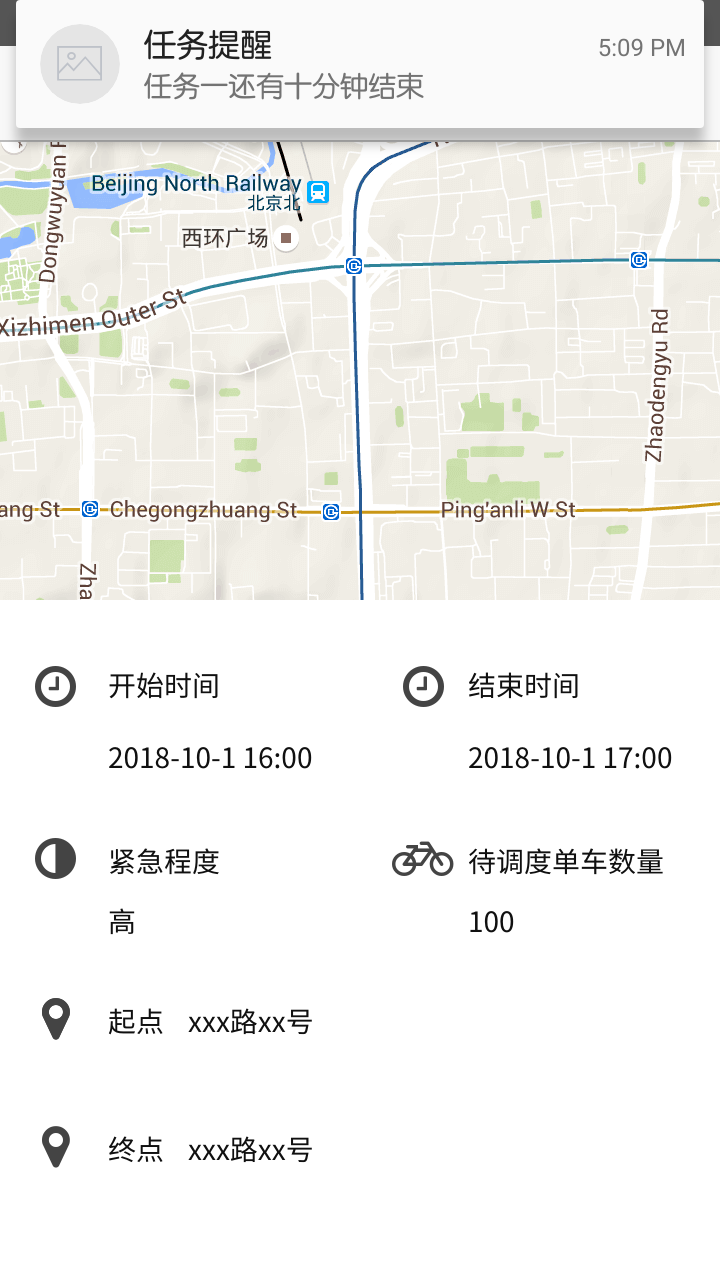 任务提醒
5:09 PM
任务一还有十分钟结束
Dongwuyuan R
Beijing North Railway
北京北
西环广场
Xizhimen Outer St
Zhaodengyu Rd
ang St
Chegongzhuang St
Ping'anli W St
Zha
开始时间
结束时间
2018-10-1 16:00
2018-10-1 17:00
紧急程度
待调度单车数量
高
100
起点 xxx路xx号
终点 xxx路xx号